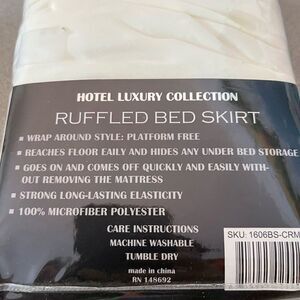 HOTEL LUXURY COLLECTION
RUFFLED BED SKIRT
▪ WRAP AROUND STYLE: PLATFORM FREE
▪ REACHES FLOOR EAILY AND HIDES ANY UNDER BED STORAGE
▪ GOES ON AND COMES OFF QUICKLY AND EASILY WITH-
OUT REMOVING THE MATTRESS
▪ STRONG LONG-LASTING ELASTICITY
▪ 100% MICROFIBER POLYESTER
CARE INSTRUCTIONS
MACHINE WASHABLE
TUMBLE DRY
made in china
RN 148692
SKU: 1606BS-CRM